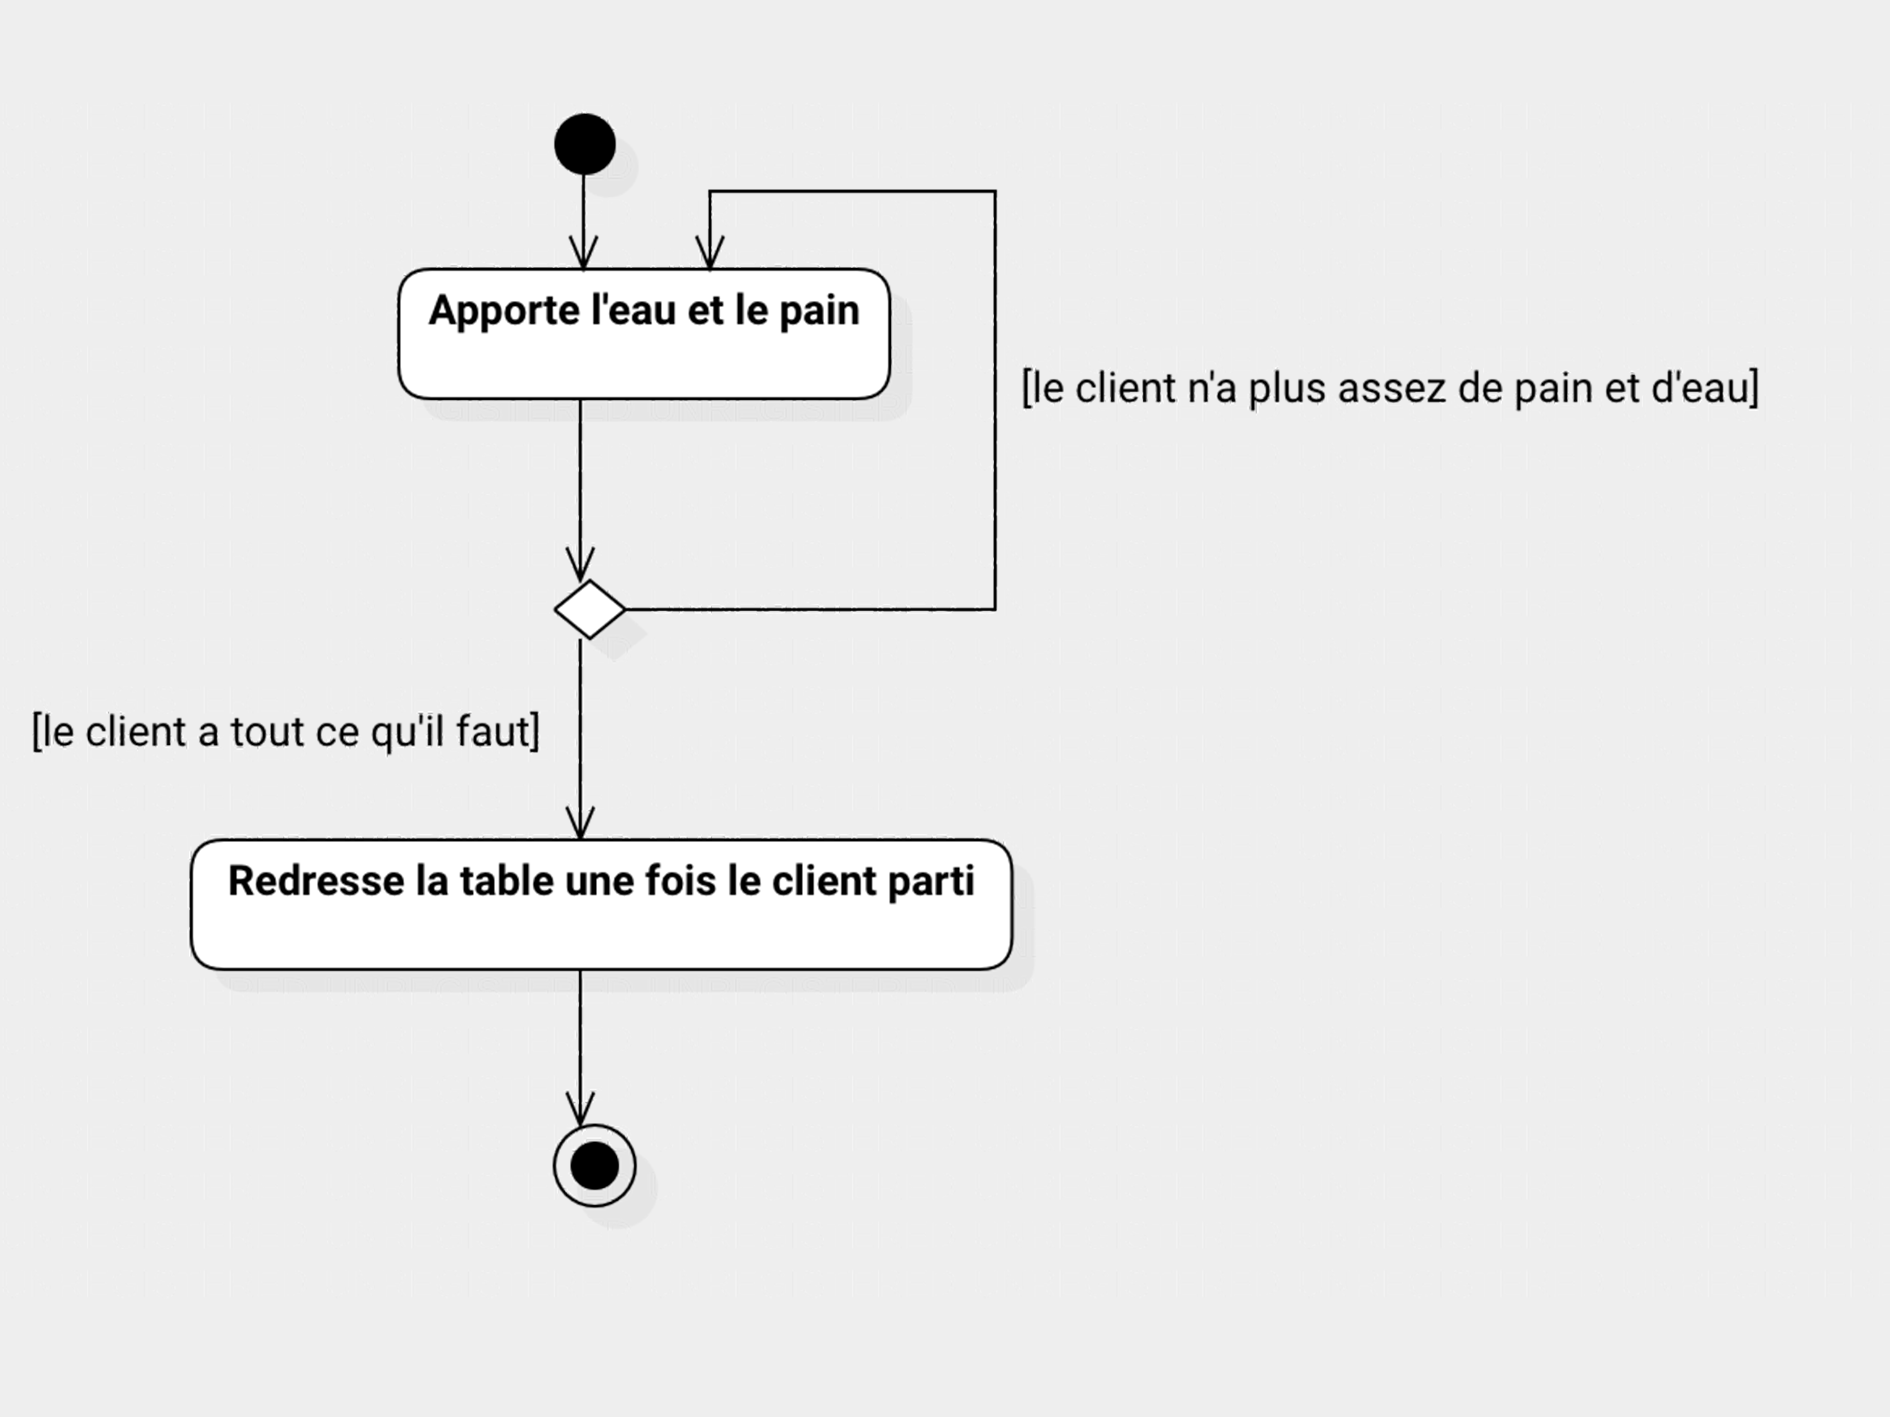 Apporte l'eau et le pain
[le client n'a plus assez de pain et d'eau]
[le client a tout ce qu'il faut]
Redresse la table une fois le client parti